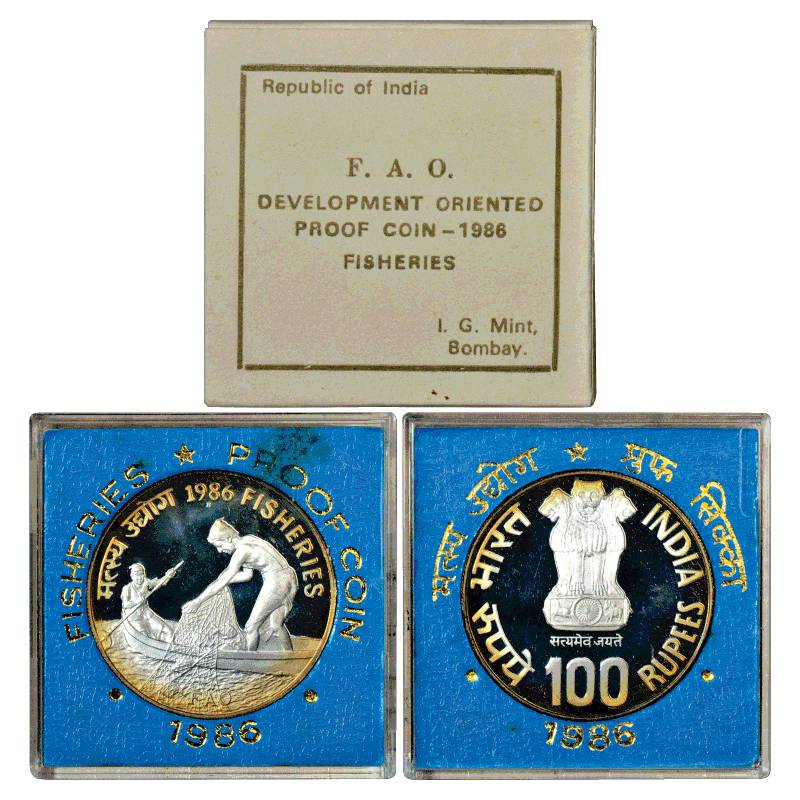 Republic of India
F. A. O.
DEVELOPMENT ORIENTED
PROOF COIN – 1986
FISHERIES
I. G. Mint,
Bombay.
FISHERIES ★ PROOF COIN
1986
मत्स्य उद्योग 1986 FISHERIES
FAO
मत्स्य उद्योग ★ प्रुफ सिक्का
1986
भारत INDIA
सत्यमेव जयते
रुपये 100 RUPEES